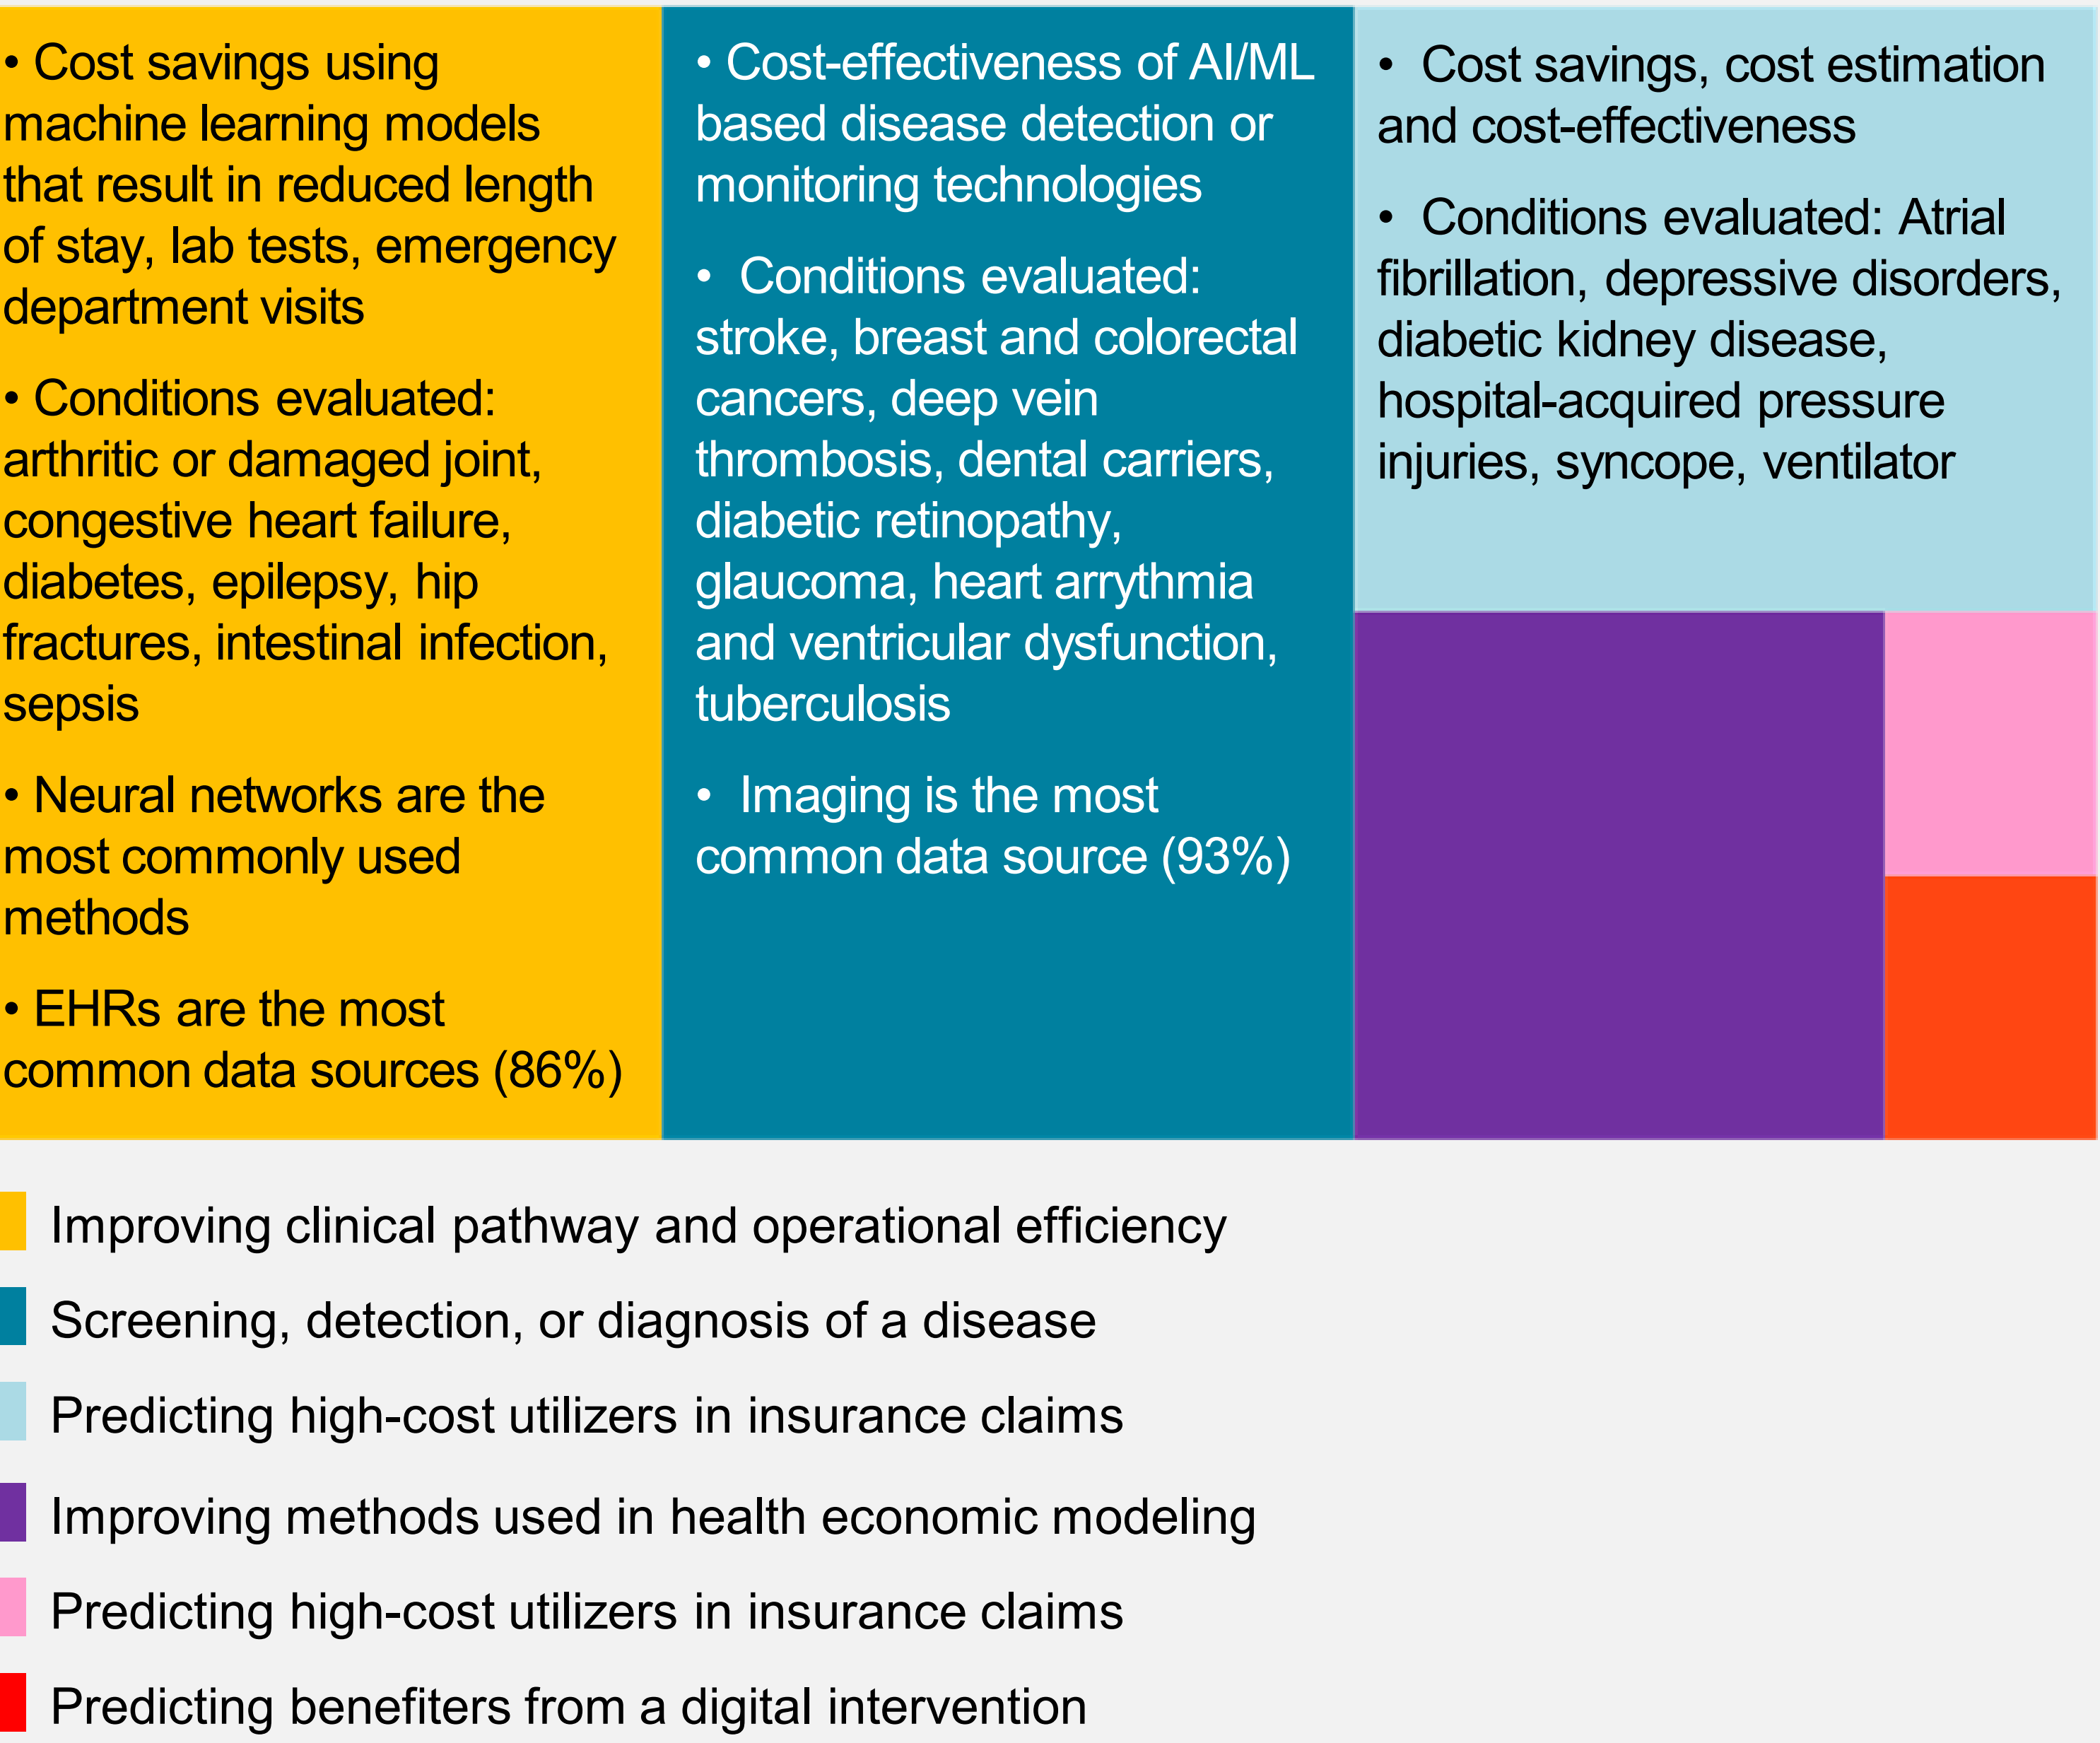 • Cost savings using
machine learning models
that result in reduced length
of stay, lab tests, emergency
department visits
• Conditions evaluated:
arthritic or damaged joint,
congestive heart failure,
diabetes, epilepsy, hip
fractures, intestinal infection,
sepsis
• Neural networks are the
most commonly used
methods
• EHRs are the most
common data sources (86%)
• Cost-effectiveness of AI/ML
based disease detection or
monitoring technologies
• Conditions evaluated:
stroke, breast and colorectal
cancers, deep vein
thrombosis, dental carriers,
diabetic retinopathy,
glaucoma, heart arrythmia
and ventricular dysfunction,
tuberculosis
• Imaging is the most
common data source (93%)
• Cost savings, cost estimation
and cost-effectiveness
• Conditions evaluated: Atrial
fibrillation, depressive disorders,
diabetic kidney disease,
hospital-acquired pressure
injuries, syncope, ventilator
Improving clinical pathway and operational efficiency
Screening, detection, or diagnosis of a disease
Predicting high-cost utilizers in insurance claims
Improving methods used in health economic modeling
Predicting high-cost utilizers in insurance claims
Predicting benefiters from a digital intervention